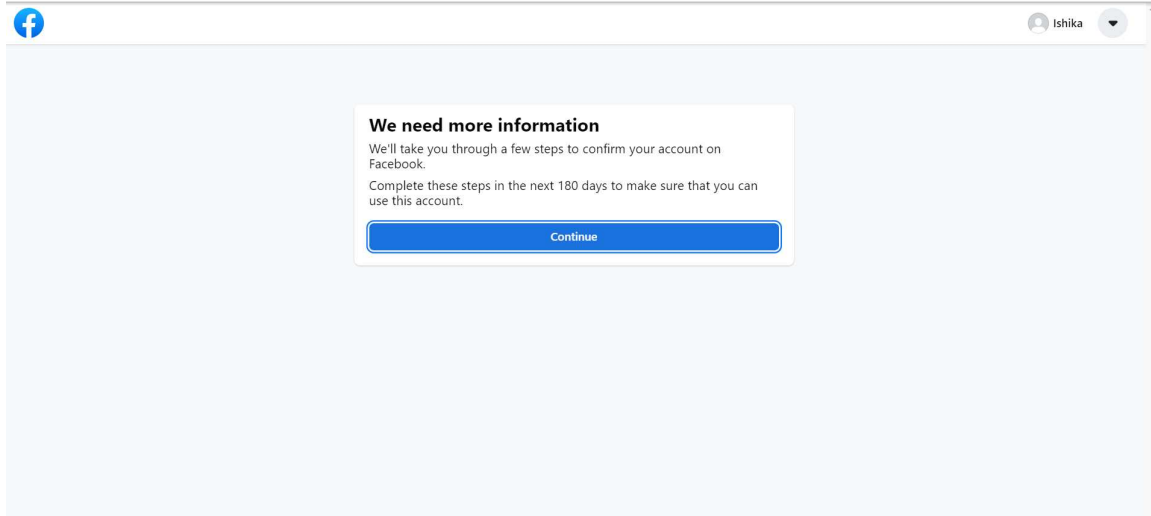 Ishika
We need more information
We'll take you through a few steps to confirm your account on
Facebook.
Complete these steps in the next 180 days to make sure that you can
use this account.
Continue